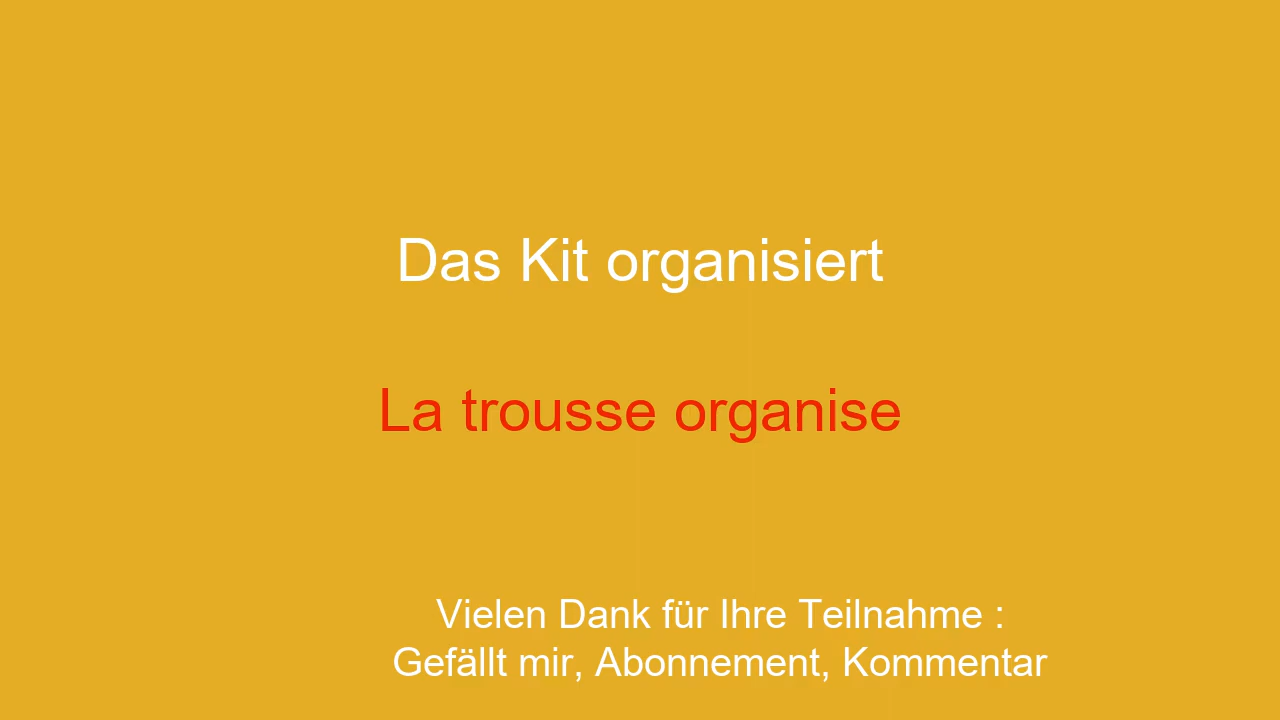 Das Kit organisiert
La trousse organise
Vielen Dank für Ihre Teilnahme :
Gefällt mir, Abonnement, Kommentar